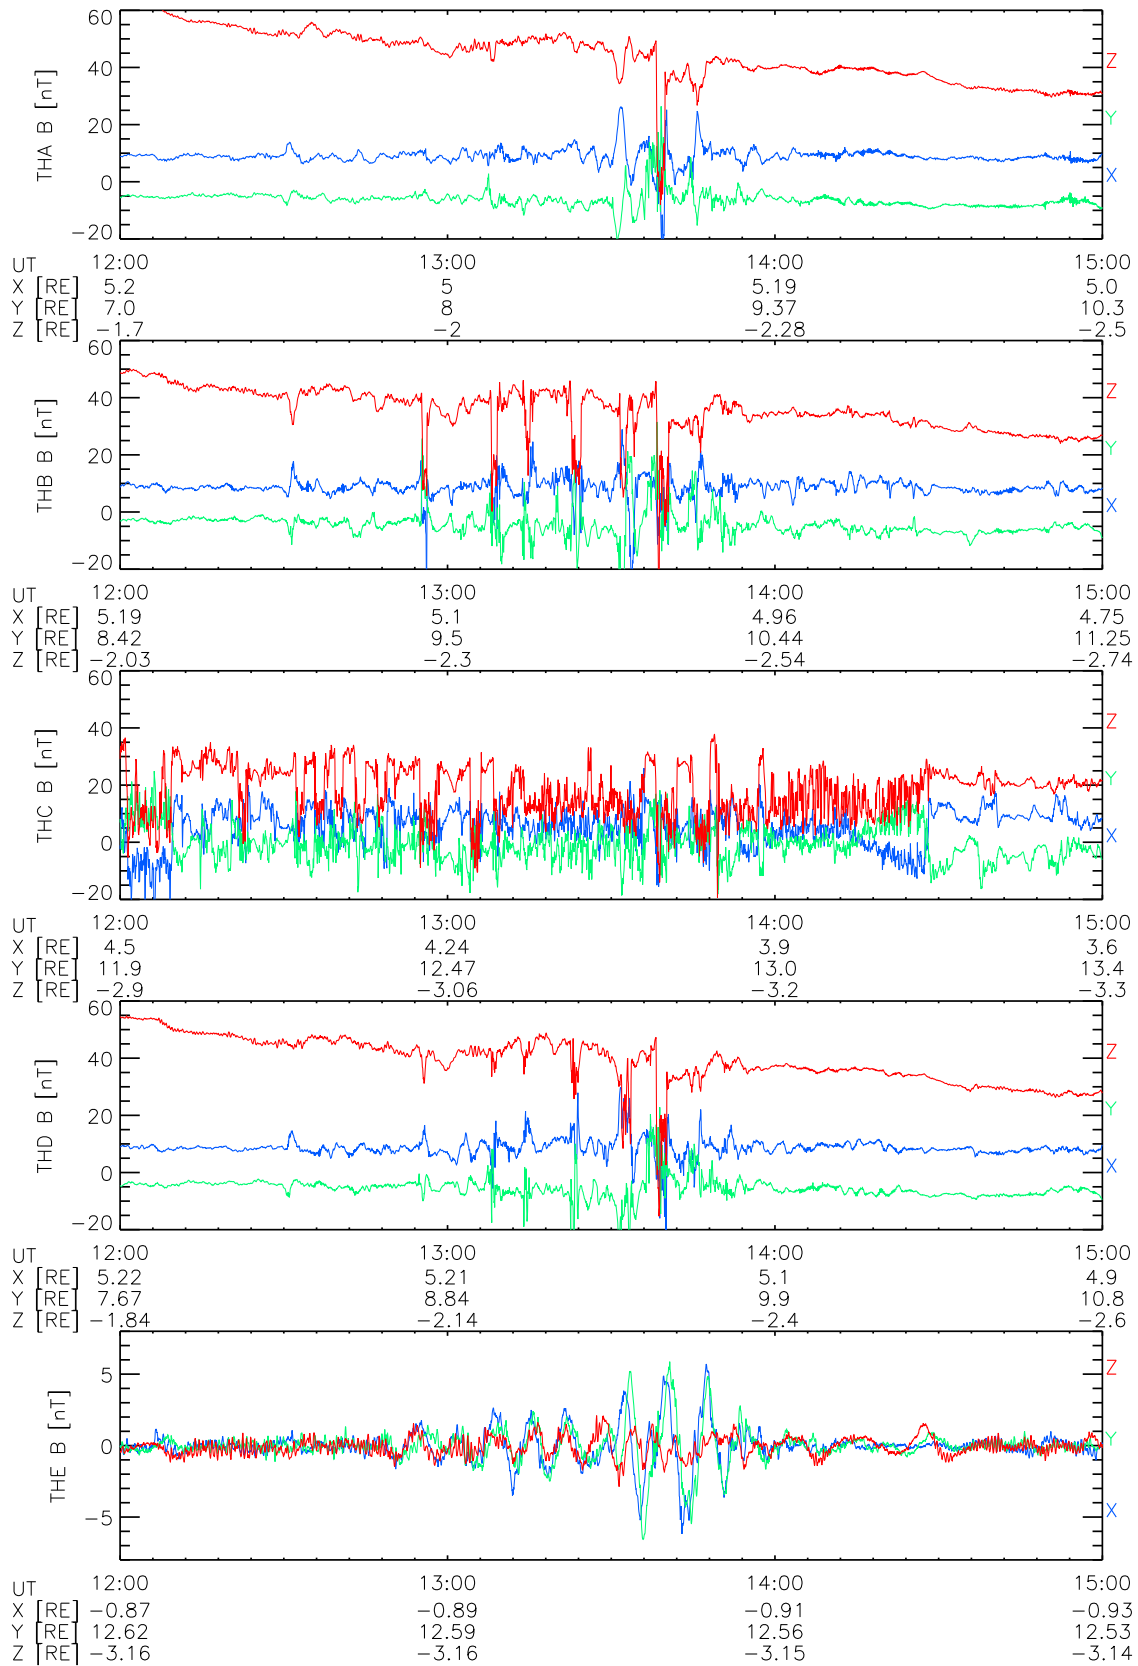 THA B [nT]
60
40
20
0
−20
Z
Y
X
UT 12:00 13:00 14:00 15:00
X [RE] 5.2 5 5.19 5.0
Y [RE] 7.0 8 9.37 10.3
Z [RE] −1.7 −2 −2.28 −2.5
THB B [nT]
60
40
20
0
−20
Z
Y
X
UT 12:00 13:00 14:00 15:00
X [RE] 5.19 5.1 4.96 4.75
Y [RE] 8.42 9.5 10.44 11.25
Z [RE] −2.03 −2.3 −2.54 −2.74
THC B [nT]
60
40
20
0
−20
Z
Y
X
UT 12:00 13:00 14:00 15:00
X [RE] 4.5 4.24 3.9 3.6
Y [RE] 11.9 12.47 13.0 13.4
Z [RE] −2.9 −3.06 −3.2 −3.3
THD B [nT]
60
40
20
0
−20
Z
Y
X
UT 12:00 13:00 14:00 15:00
X [RE] 5.22 5.21 5.1 4.9
Y [RE] 7.67 8.84 9.9 10.8
Z [RE] −1.84 −2.14 −2.4 −2.6
THE B [nT]
5
0
−5
Z
Y
X
UT 12:00 13:00 14:00 15:00
X [RE] −0.87 −0.89 −0.91 −0.93
Y [RE] 12.62 12.59 12.56 12.53
Z [RE] −3.16 −3.16 −3.15 −3.14